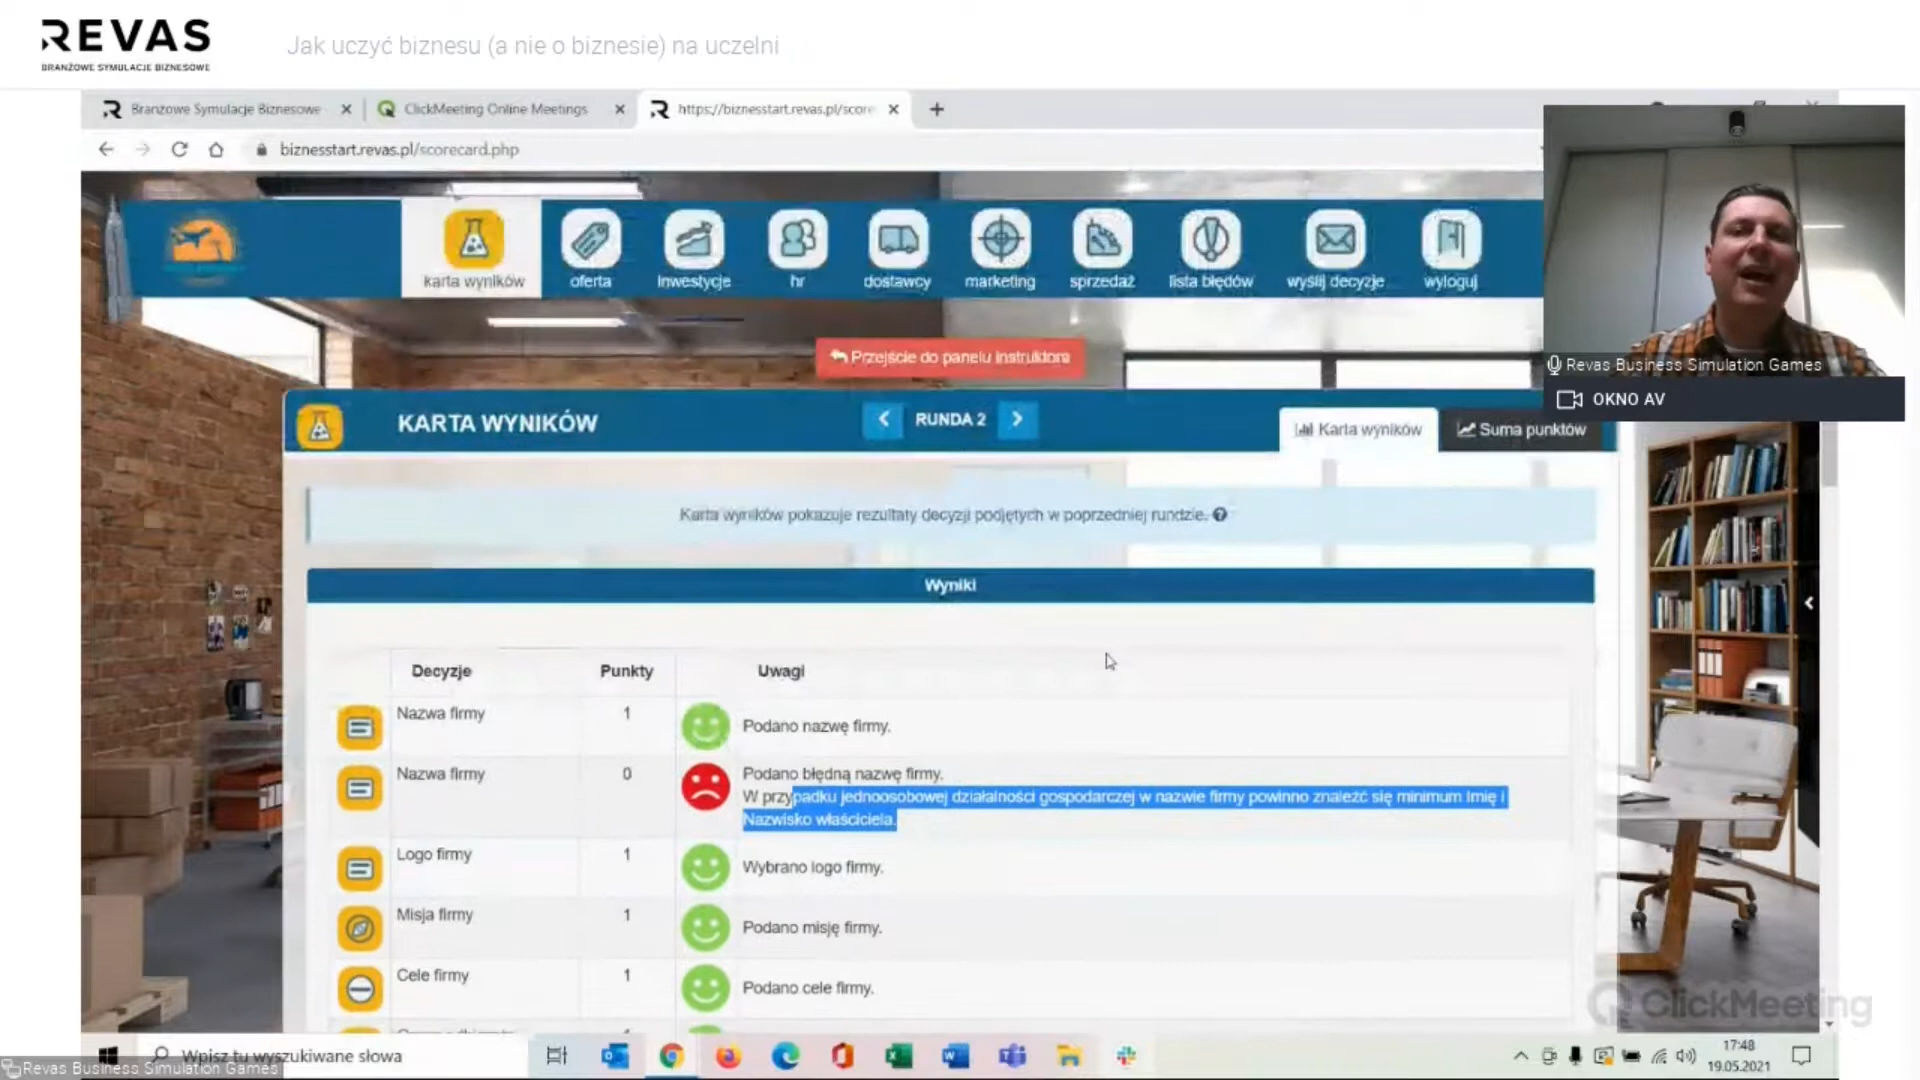 REVAS
BRANŻOWE SYMULACJE BIZNESOWE
Jak uczyć biznesu (a nie o biznesie) na uczelni
Branżowe Symulacje Biznesowe
ClickMeeting Online Meetings
https://biznesstart.revas.pl/score
biznesstart.revas.pl/scorecard.php
karta wyników
oferta
inwestycje
hr
dostawcy
marketing
sprzedaż
lista błędów
wyślij decyzje
wyloguj
Przejście do panelu instruktora
Revas Business Simulation Games
OKNO AV
KARTA WYNIKÓW
RUNDA 2
Karta wyników
Suma punktów
Karta wyników pokazuje rezultaty decyzji podjętych w poprzedniej rundzie.
Wyniki
Decyzje Punkty Uwagi
Nazwa firmy 1 Podano nazwę firmy.
Nazwa firmy 0 Podano błędną nazwę firmy.
W przypadku jednoosobowej działalności gospodarczej w nazwie firmy powinno znaleźć się minimum Imię i
Nazwisko właściciela.
Logo firmy 1 Wybrano logo firmy.
Misja firmy 1 Podano misję firmy.
Cele firmy 1 Podano cele firmy.
ClickMeeting
Wpisz tu wyszukiwane słowa
17:48
19.05.2021
Revas Business Simulation Games